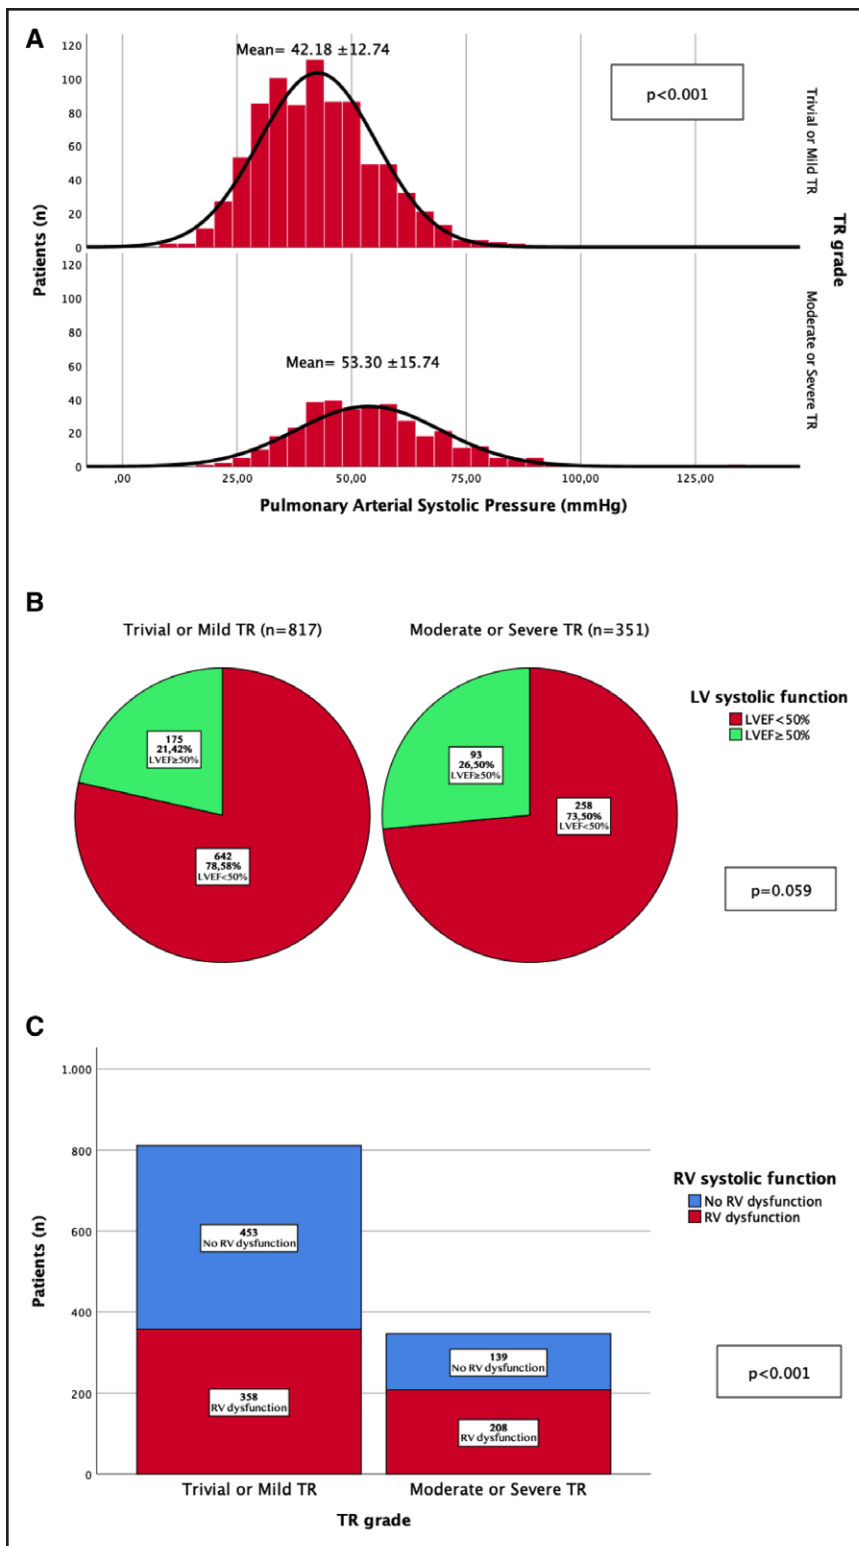 A
Mean= 42.18 ±12.74
p<0.001
120
100
80
60
40
20
0
Trivial or Mild TR
Mean= 53.30 ±15.74
120
100
80
60
40
20
0
Moderate or Severe TR
TR grade
Patients (n)
,00 25,00 50,00 75,00 100,00 125,00
Pulmonary Arterial Systolic Pressure (mmHg)
B
Trivial or Mild TR (n=817)
Moderate or Severe TR (n=351)
LV systolic function
LVEF<50%
LVEF≥50%
175
21,42%
LVEF≥50%
642
78,58%
LVEF<50%
93
26,50%
LVEF≥50%
258
73,50%
LVEF<50%
p=0.059
C
1.000
800
600
400
200
0
Patients (n)
453
No RV dysfunction
358
RV dysfunction
139
No RV dysfunction
208
RV dysfunction
RV systolic function
No RV dysfunction
RV dysfunction
p<0.001
Trivial or Mild TR
Moderate or Severe TR
TR grade